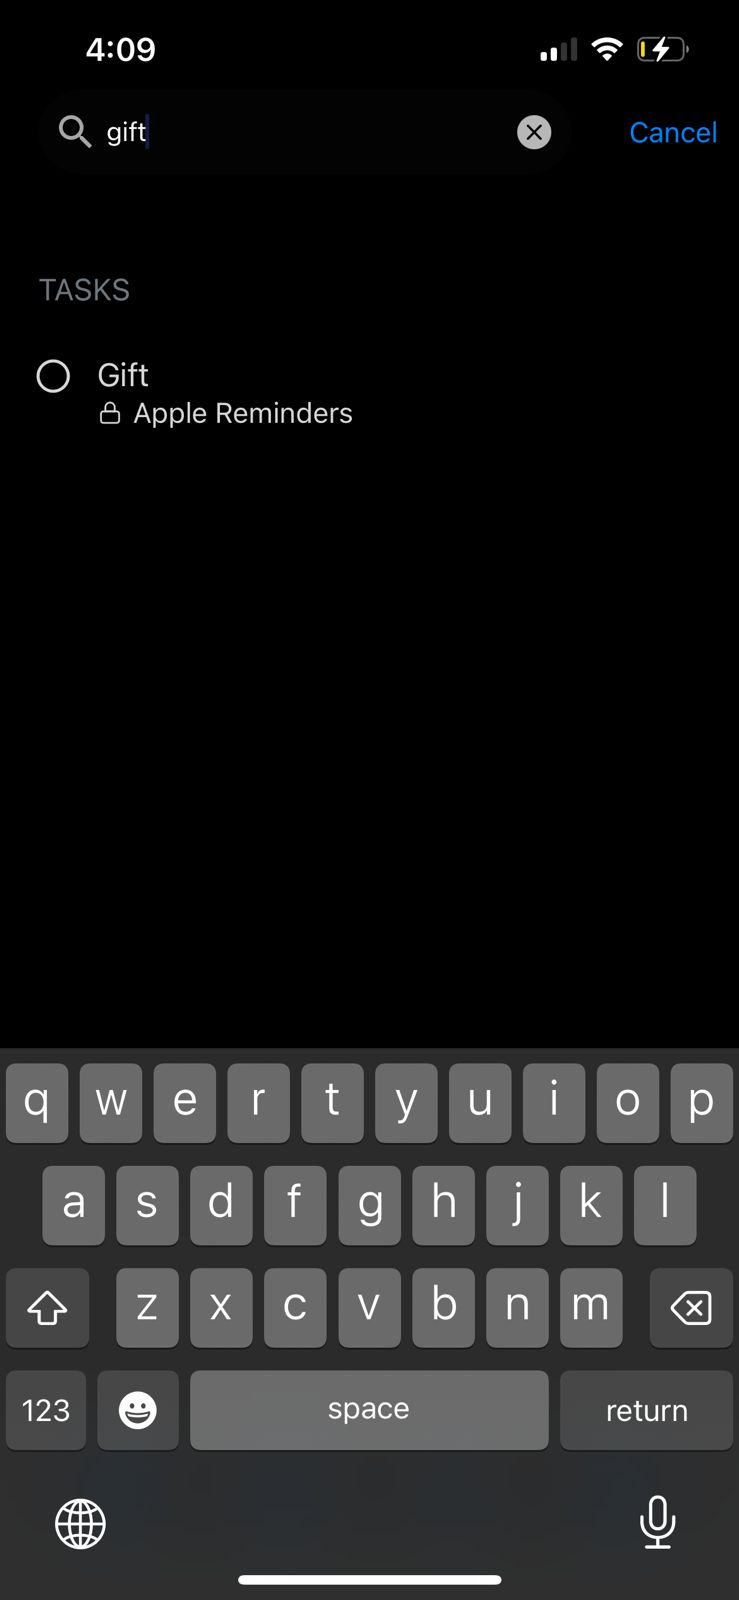 4:09
gift
Cancel
TASKS
Gift
Apple Reminders
q w e r t y u i o p
a s d f g h j k l
z x c v b n m
123 space return